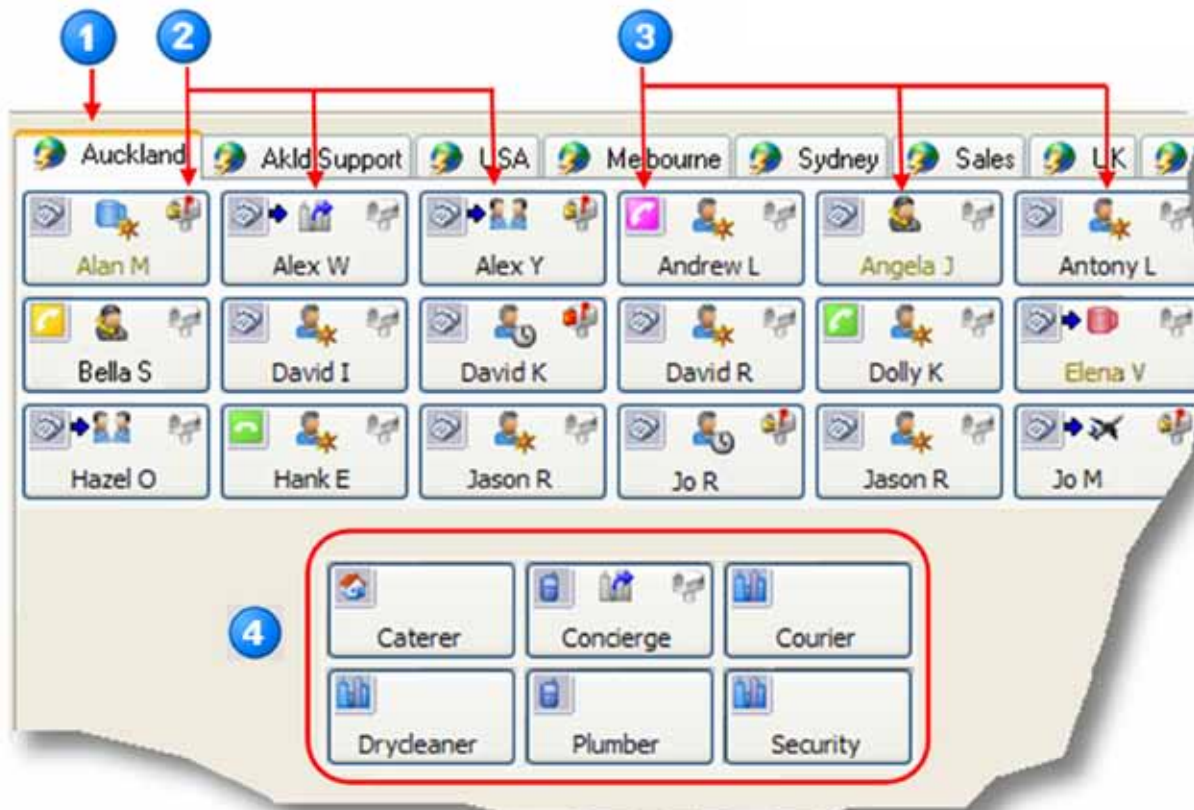 1 2 3
Auckland Akld Support USA Melbourne Sydney Sales UK
Alan M Alex W Alex Y Andrew L Angela J Antony L
Bella S David I David K David R Dolly K Elena V
Hazel O Hank E Jason R Jo R Jason R Jo M
4
Caterer Concierge Courier
Drycleaner Plumber Security